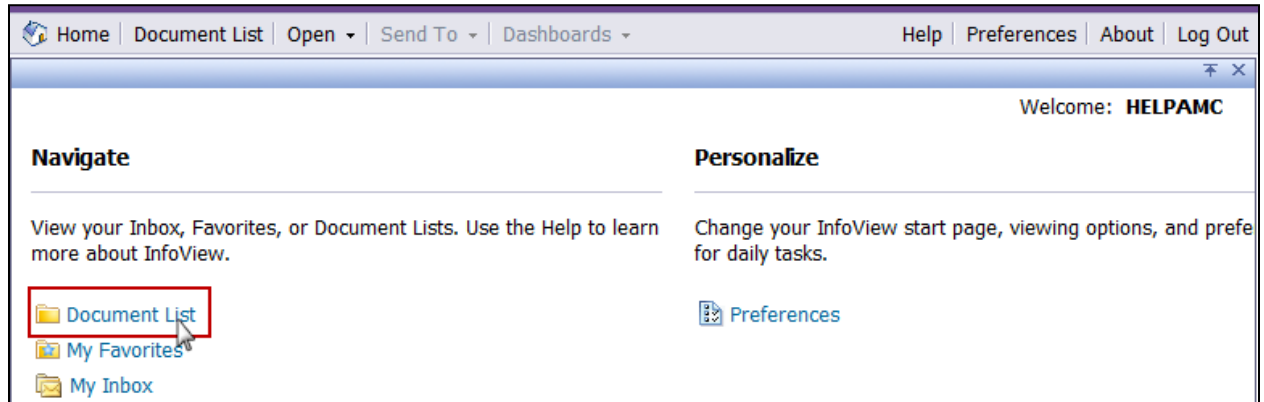 Home Document List Open Send To Dashboards Help Preferences About Log Out
Welcome: HELPAMC
Navigate
View your Inbox, Favorites, or Document Lists. Use the Help to learn
more about InfoView.
Document List
My Favorites
My Inbox
Personalize
Change your InfoView start page, viewing options, and prefe
for daily tasks.
Preferences